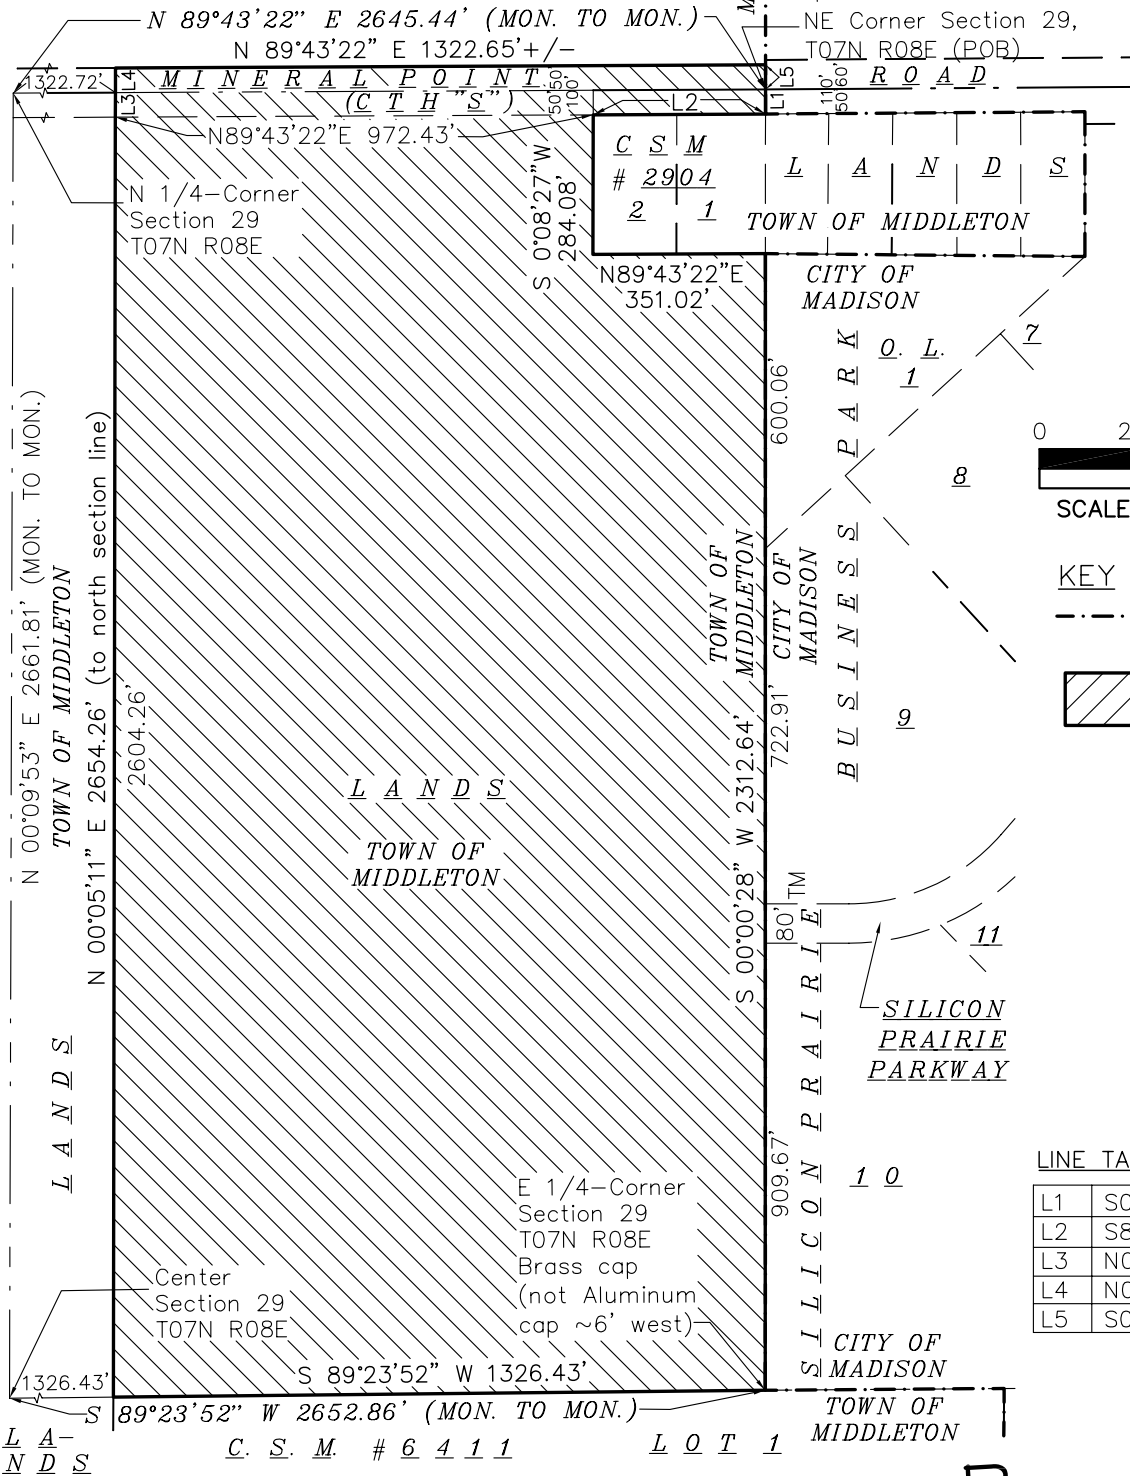 N 89°43'22" E 2645.44' (MON. TO MON.)
N 89°43'22" E 1322.65'+/-
NE Corner Section 29,
T07N R08E (POB)
1322.72'
L4
L3
MINERAL POINT
(CTH "S")
50'
50'
100'
L5
L1
L2
110'
60'
50'
ROAD
N89°43'22"E 972.43'
N 1/4-Corner
Section 29
T07N R08E
S 0°08'27"W
284.08'
C S M
# 2904
2 1
LANDS
TOWN OF MIDDLETON
N89°43'22"E
351.02'
CITY OF
MADISON
O. L.
1
7
8
9
11
10
0 2
SCALE
KEY
600.06'
722.91'
909.67'
80'
N 00°09'53" E 2661.81' (MON. TO MON.)
TOWN OF MIDDLETON
LANDS
N 00°05'11" E 2654.26' (to north section line)
2604.26'
LANDS
TOWN OF
MIDDLETON
TOWN OF
MIDDLETON
CITY OF
MADISON
S 00°00'28" W 2312.64'
SILICON PRAIRIE BUSINESS PARK
TM
SILICON
PRAIRIE
PARKWAY
E 1/4-Corner
Section 29
T07N R08E
Brass cap
(not Aluminum
cap ~6' west)
Center
Section 29
T07N R08E
LINE TA
L1 S0
L2 S8
L3 N0
L4 N0
L5 S0
1326.43'
S 89°23'52" W 1326.43'
S 89°23'52" W 2652.86' (MON. TO MON.)
CITY OF
MADISON
TOWN OF
MIDDLETON
LA-
NDS
C. S. M. # 6411
LOT 1